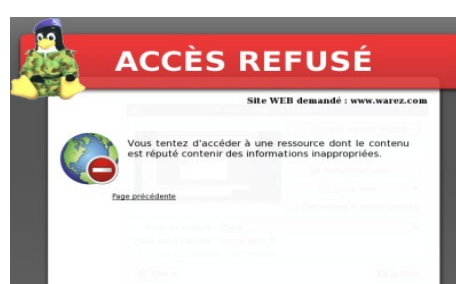 ACCÈS REFUSÉ
Site WEB demandé : www.warez.com
Vous tentez d'accéder à une ressource dont le contenu
est réputé contenir des informations inappropriées.
Page précédente